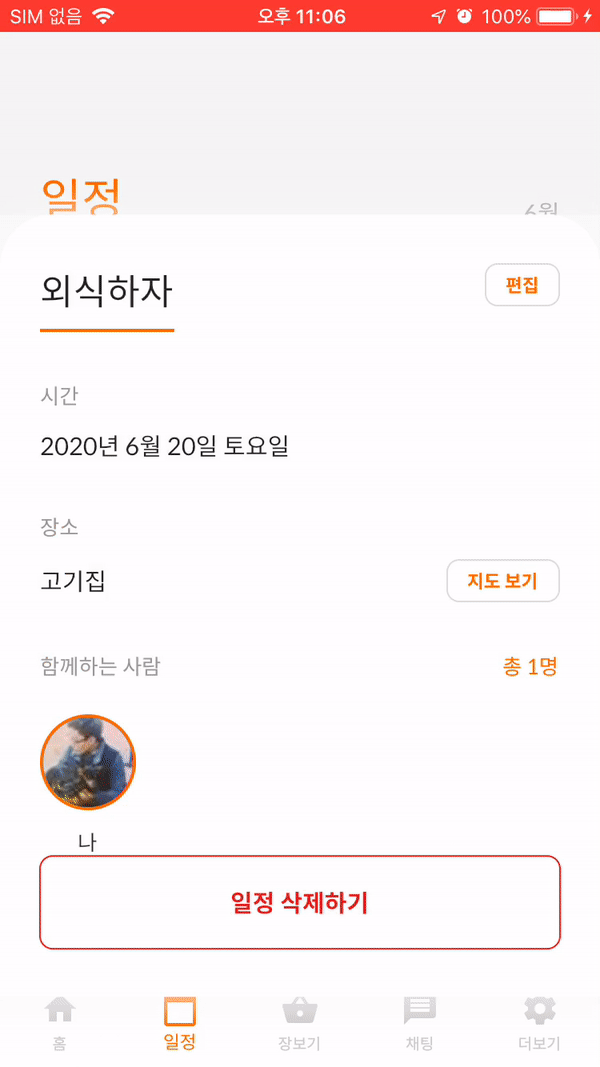 SIM 없음 오후 11:06 100%
일정
6월
외식하자 편집
시간
2020년 6월 20일 토요일
장소
고기집 지도 보기
함께하는 사람 총 1명
나
일정 삭제하기
홈 일정 장보기 채팅 더보기